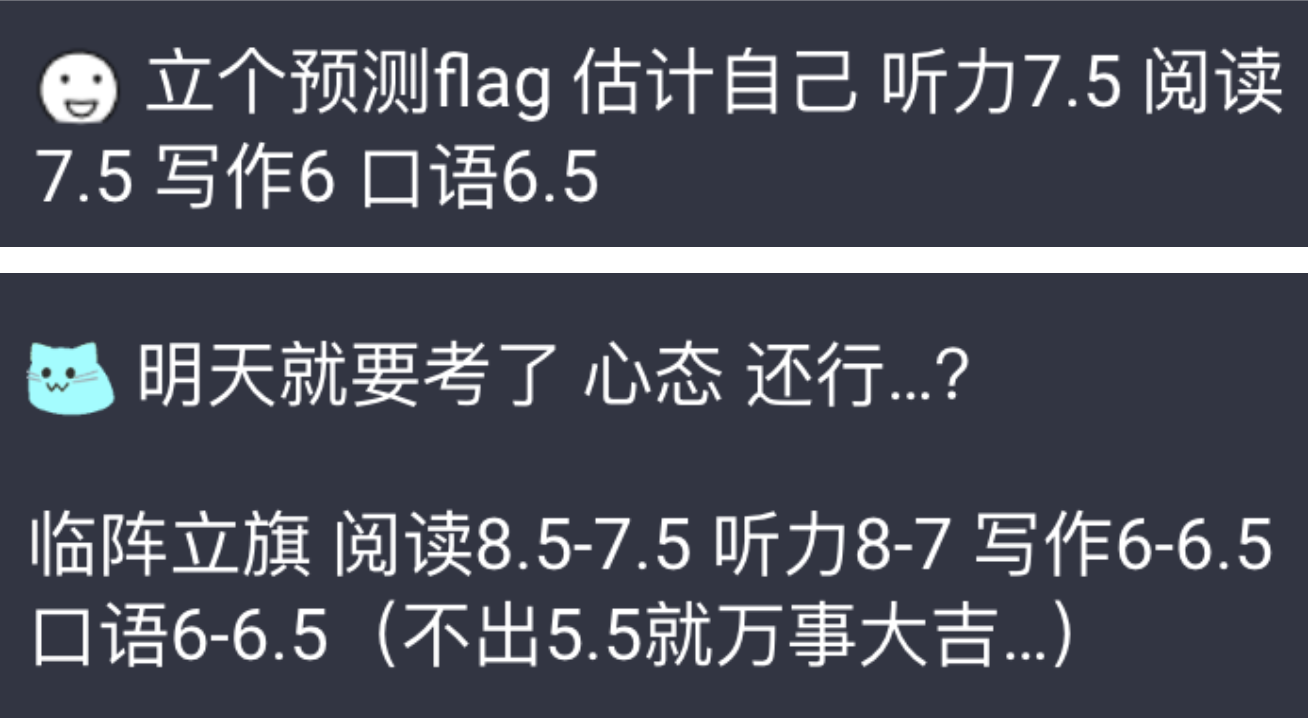 立个预测flag 估计自己 听力7.5 阅读
7.5 写作6 口语6.5
明天就要考了 心态 还行…?
临阵立旗 阅读8.5-7.5 听力8-7 写作6-6.5
口语6-6.5（不出5.5就万事大吉…）